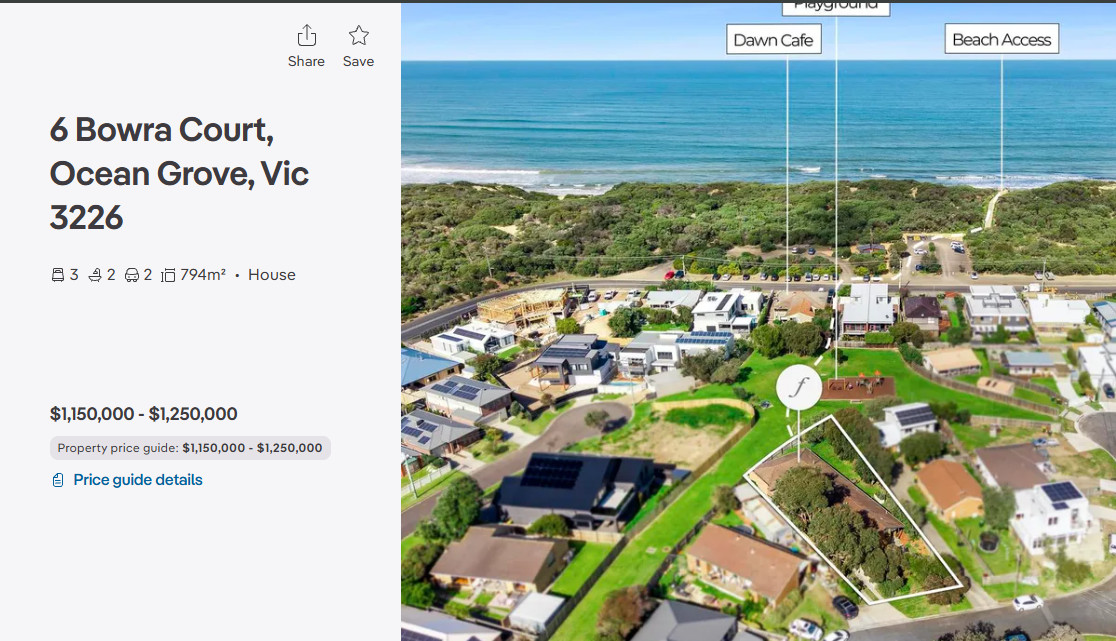 Share Save
6 Bowra Court,
Ocean Grove, Vic
3226
3 2 2 794m² • House
$1,150,000 - $1,250,000
Property price guide: $1,150,000 - $1,250,000
Price guide details
Playground
Dawn Cafe
Beach Access
f